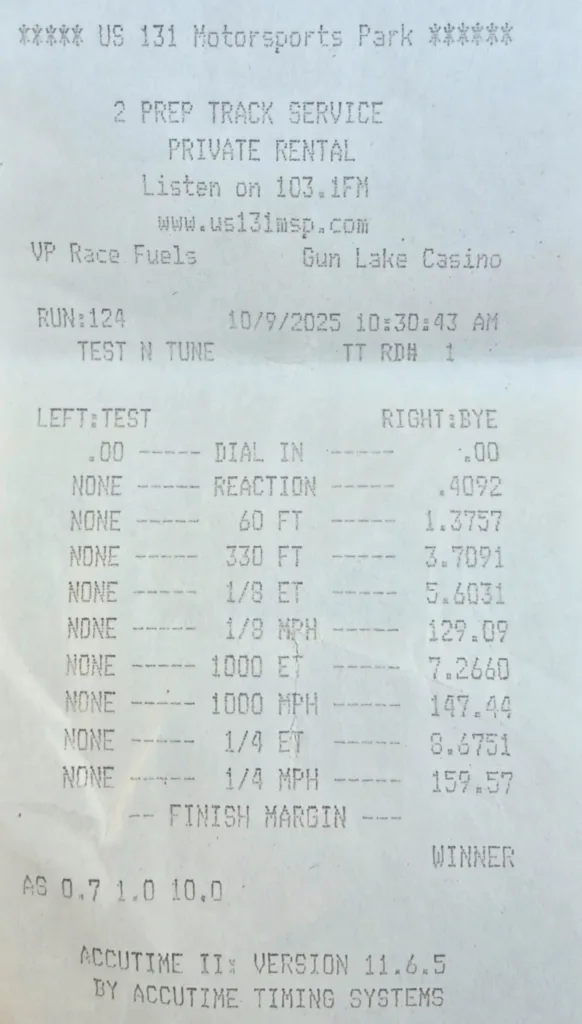 ***** US 131 Motorsports Park ******
2 PREP TRACK SERVICE
PRIVATE RENTAL
Listen on 103.1FM
www.us131msp.com
VP Race Fuels Gun Lake Casino
RUN:124 10/9/2025 10:30:43 AM
TEST N TUNE TT RD# 1
LEFT:TEST RIGHT:BYE
.00 ----- DIAL IN ----- .00
NONE ----- REACTION ----- .4092
NONE ----- 60 FT ----- 1.3757
NONE ----- 330 FT ----- 3.7091
NONE ----- 1/8 ET ----- 5.6031
NONE ----- 1/8 MPH ----- 129.09
NONE ----- 1000 ET ----- 7.2660
NONE ----- 1000 MPH ----- 147.44
NONE ----- 1/4 ET ----- 8.6751
NONE ----- 1/4 MPH ----- 159.57
-- FINISH MARGIN ---
WINNER
AS 0.7 1.0 10.0
ACCUTIME II: VERSION 11.6.5
BY ACCUTIME TIMING SYSTEMS